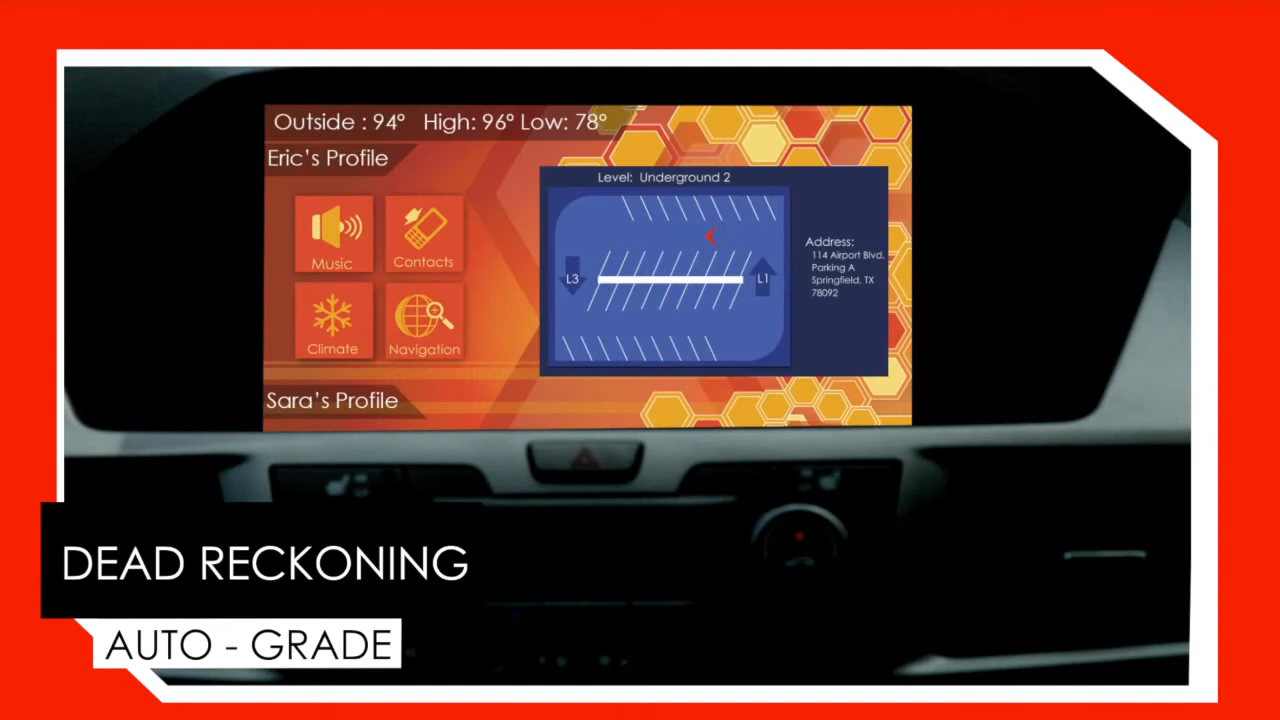 Outside : 94° High: 96° Low: 78°
Eric's Profile
Music
Contacts
Climate
Navigation
Sara's Profile
Level: Underground 2
L3
L1
Address:
114 Airport Blvd.
Parking A
Springfield, TX
78092
DEAD RECKONING
AUTO - GRADE